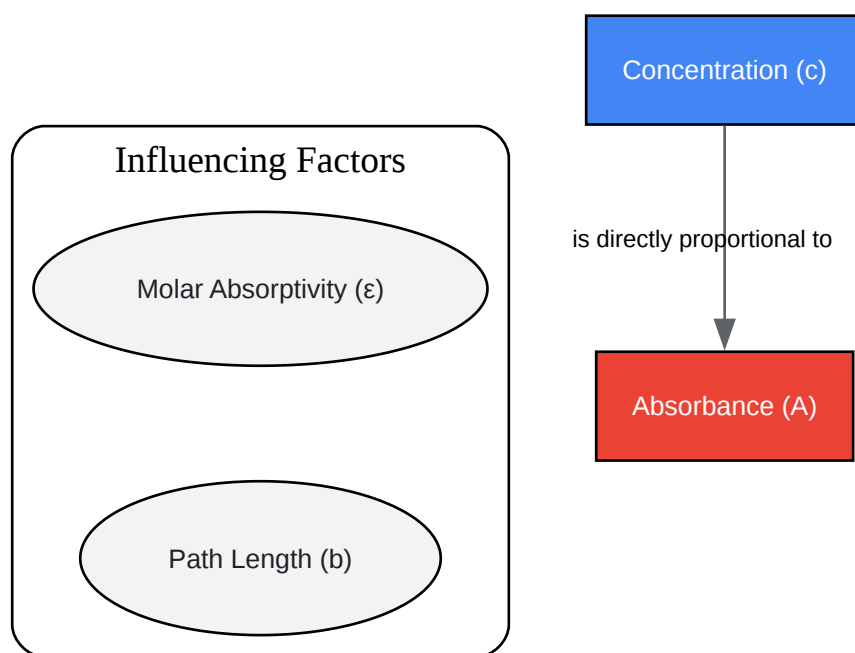 Concentration (c)
Influencing Factors
is directly proportional to
Molar Absorptivity (ε)
Absorbance (A)
Path Length (b)